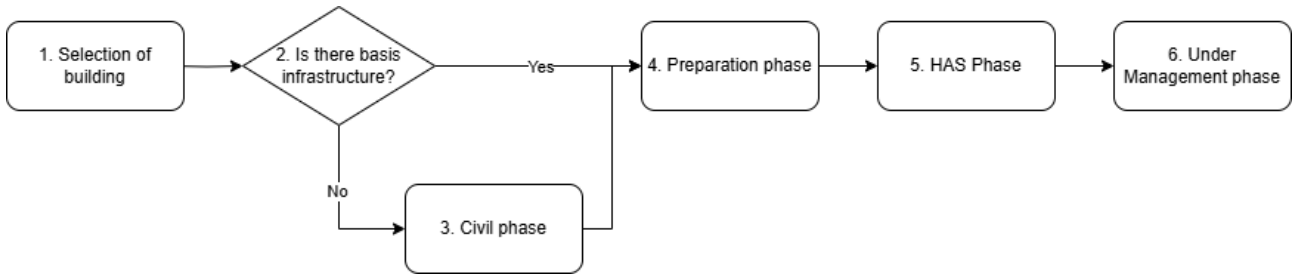 1. Selection of
building
2. Is there basis
infrastructure?
Yes
No
3. Civil phase
4. Preparation phase
5. HAS Phase
6. Under
Management phase